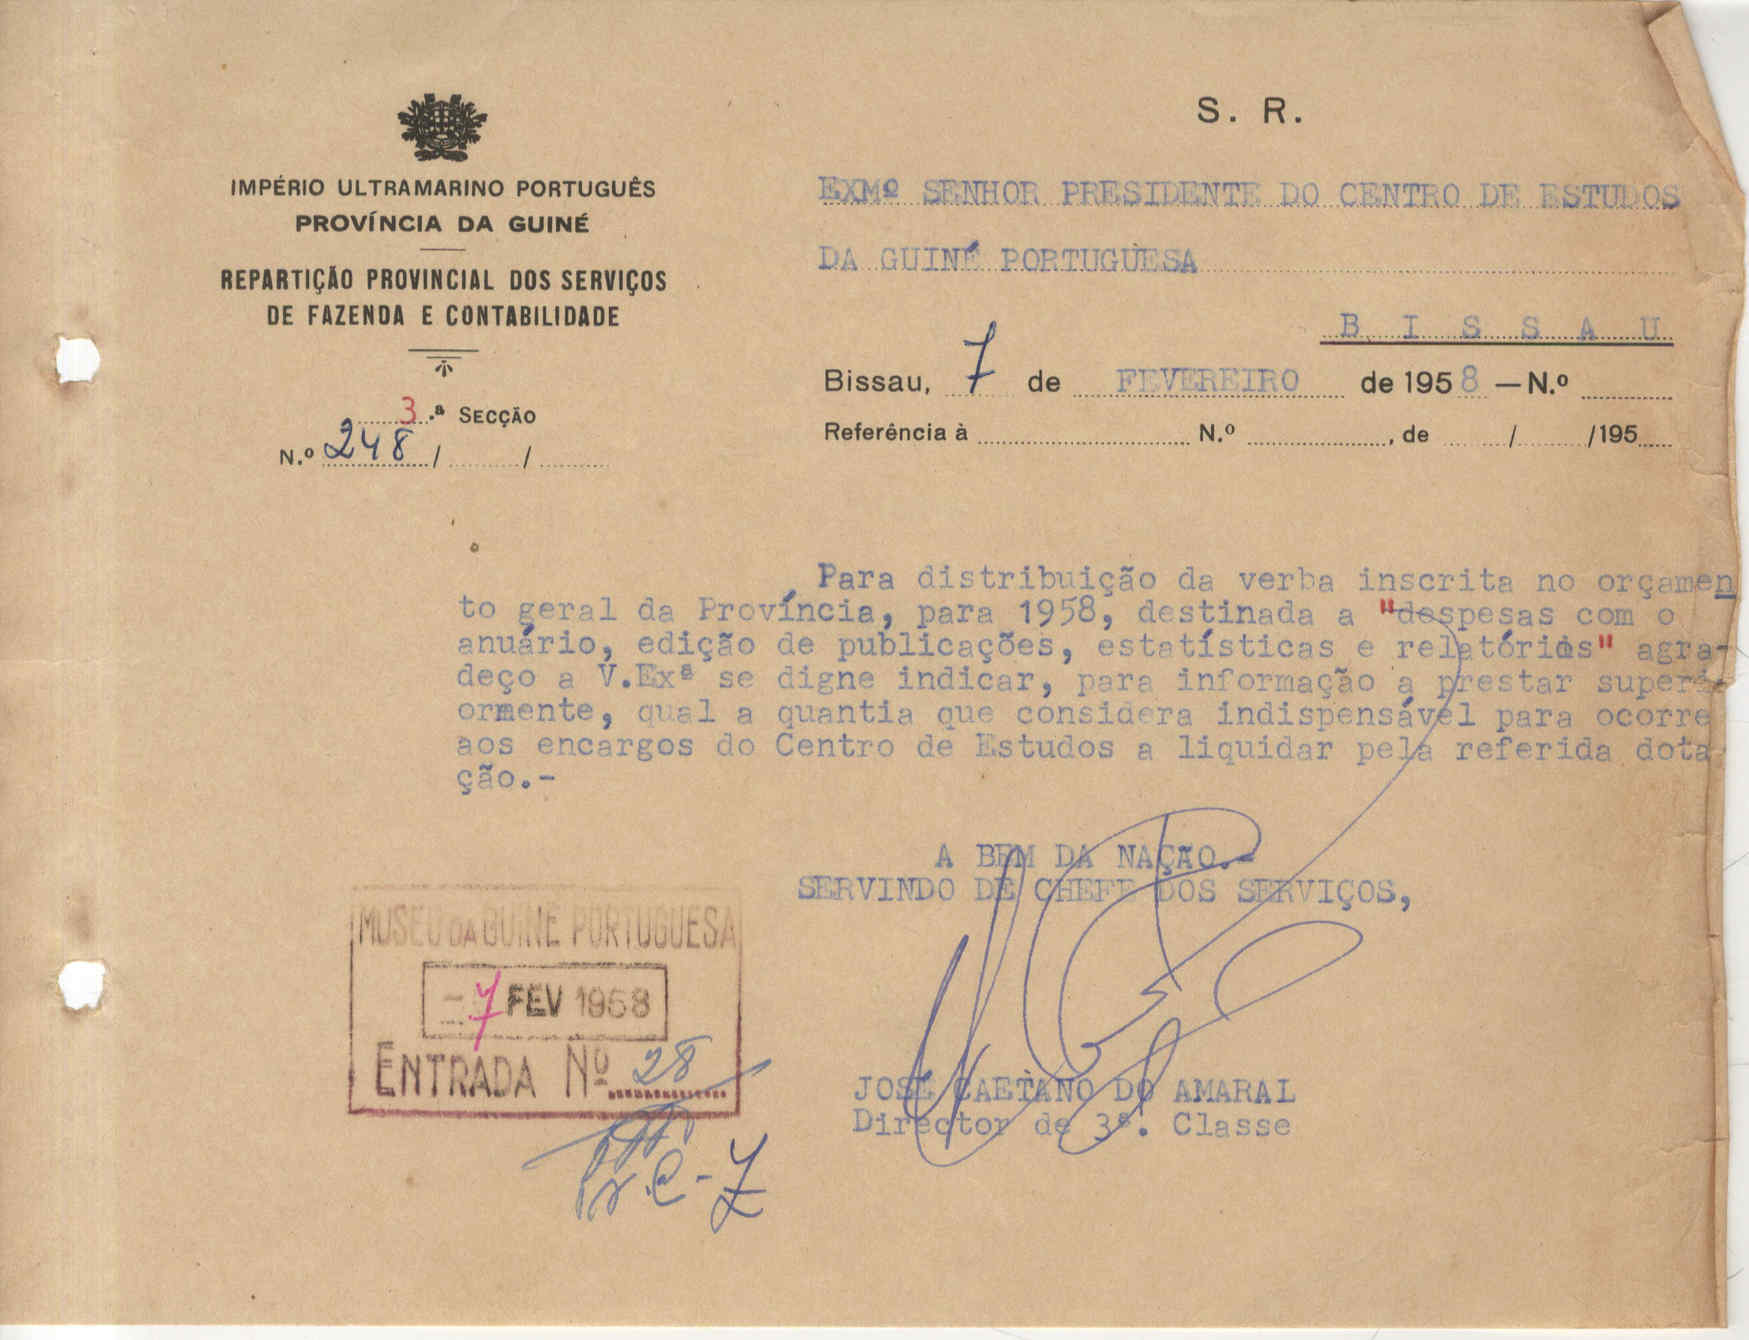 S. R.
IMPÉRIO ULTRAMARINO PORTUGUÊS
PROVÍNCIA DA GUINÉ
REPARTIÇÃO PROVINCIAL DOS SERVIÇOS
DE FAZENDA E CONTABILIDADE
3.ª SECÇÃO
N.º 248 / /
EXMº SENHOR PRESIDENTE DO CENTRO DE ESTUDOS
DA GUINÉ PORTUGUESA
B I S S A U
Bissau, 7 de FEVEREIRO de 1958 — N.º
Referência à N.º , de / /195
Para distribuição da verba inscrita no orçamen
to geral da Província, para 1958, destinada a "despesas com o
anuário, edição de publicações, estatísticas e relatórios" agra-
deço a V.Exª se digne indicar, para informação a prestar superi-
ormente, qual a quantia que considera indispensável para ocorre
aos encargos do Centro de Estudos a liquidar pela referida dota
ção.-
A BEM DA NAÇÃO.-
SERVINDO DE CHEFE DOS SERVIÇOS,
JOSÉ CAETANO DO AMARAL
Director de 3ª. Classe
MUSEU DA GUINÉ PORTUGUESA
-7 FEV 1958
ENTRADA Nº 28